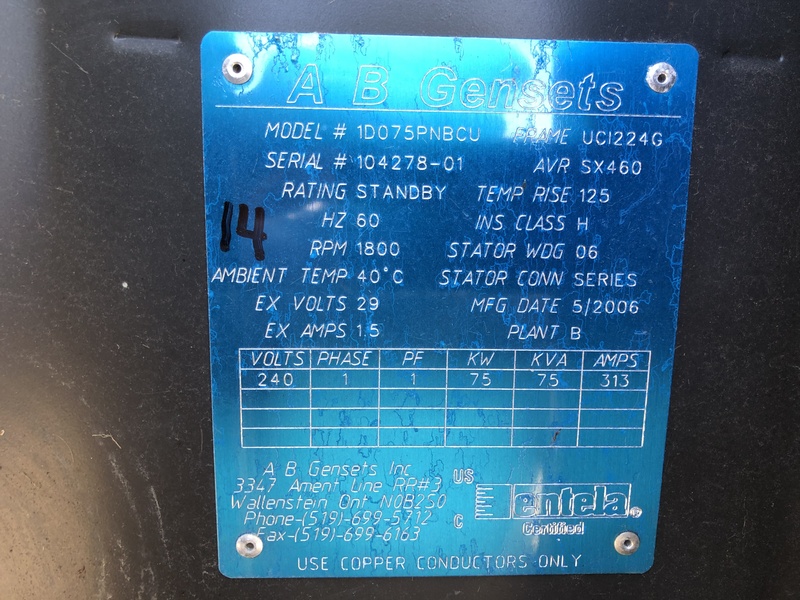 A B Gensets
MODEL # 1D075PNBCU FRAME UCI224G
SERIAL # 104278-01 AVR SX460
RATING STANDBY TEMP RISE 125
HZ 60 INS CLASS H
14
RPM 1800 STATOR WDG 06
AMBIENT TEMP 40°C STATOR CONN SERIES
EX VOLTS 29 MFG DATE 5/2006
EX AMPS 1.5 PLANT B
VOLTS PHASE PF KW KVA AMPS
240 1 1 75 75 313
A B Gensets Inc
3347 Ament Line RR#3
Wallenstein Ont N0B2S0
Phone-(519)-699-5712
Fax-(519)-699-6163
US
C
entela®
Certified
USE COPPER CONDUCTORS ONLY